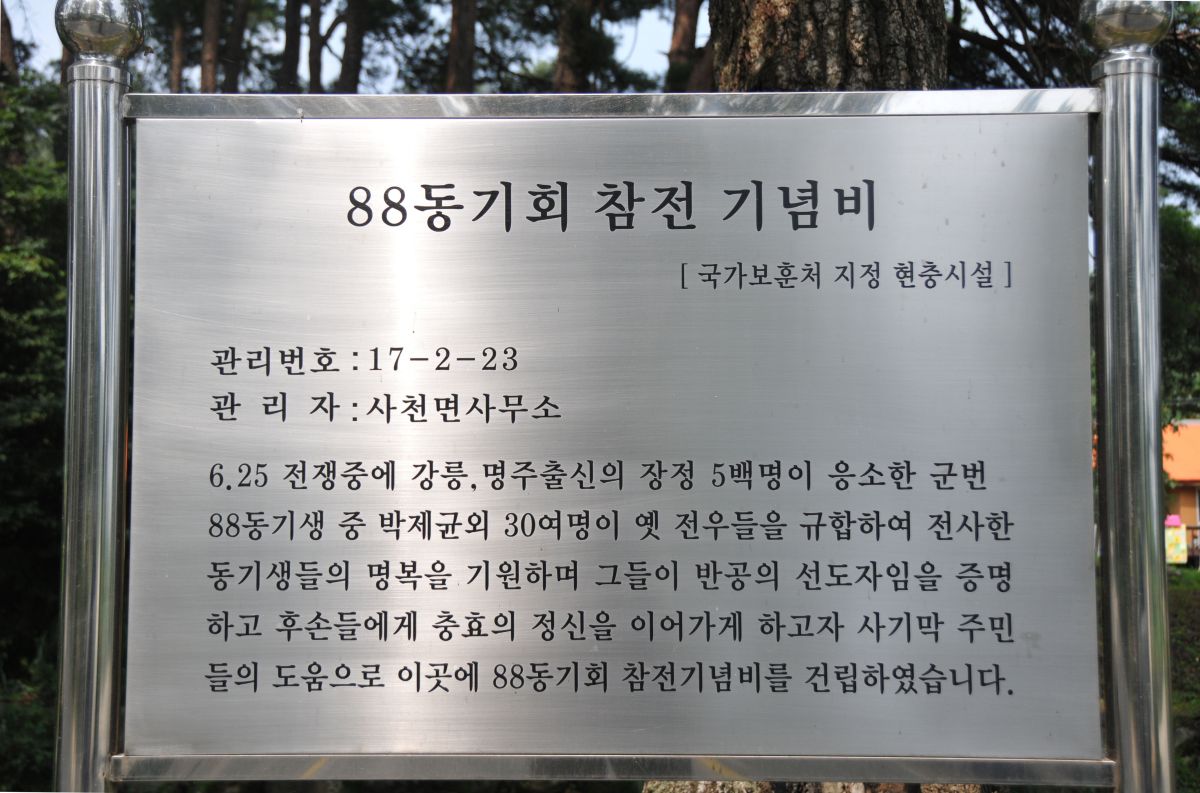 88동기회 참전 기념비
[ 국가보훈처 지정 현충시설 ]
관리번호 : 17-2-23
관 리 자 : 사천면사무소
6.25 전쟁중에 강릉,명주출신의 장정 5백명이 응소한 군번
88동기생 중 박제균외 30여명이 옛 전우들을 규합하여 전사한
동기생들의 명복을 기원하며 그들이 반공의 선도자임을 증명
하고 후손들에게 충효의 정신을 이어가게 하고자 사기막 주민
들의 도움으로 이곳에 88동기회 참전기념비를 건립하였습니다.